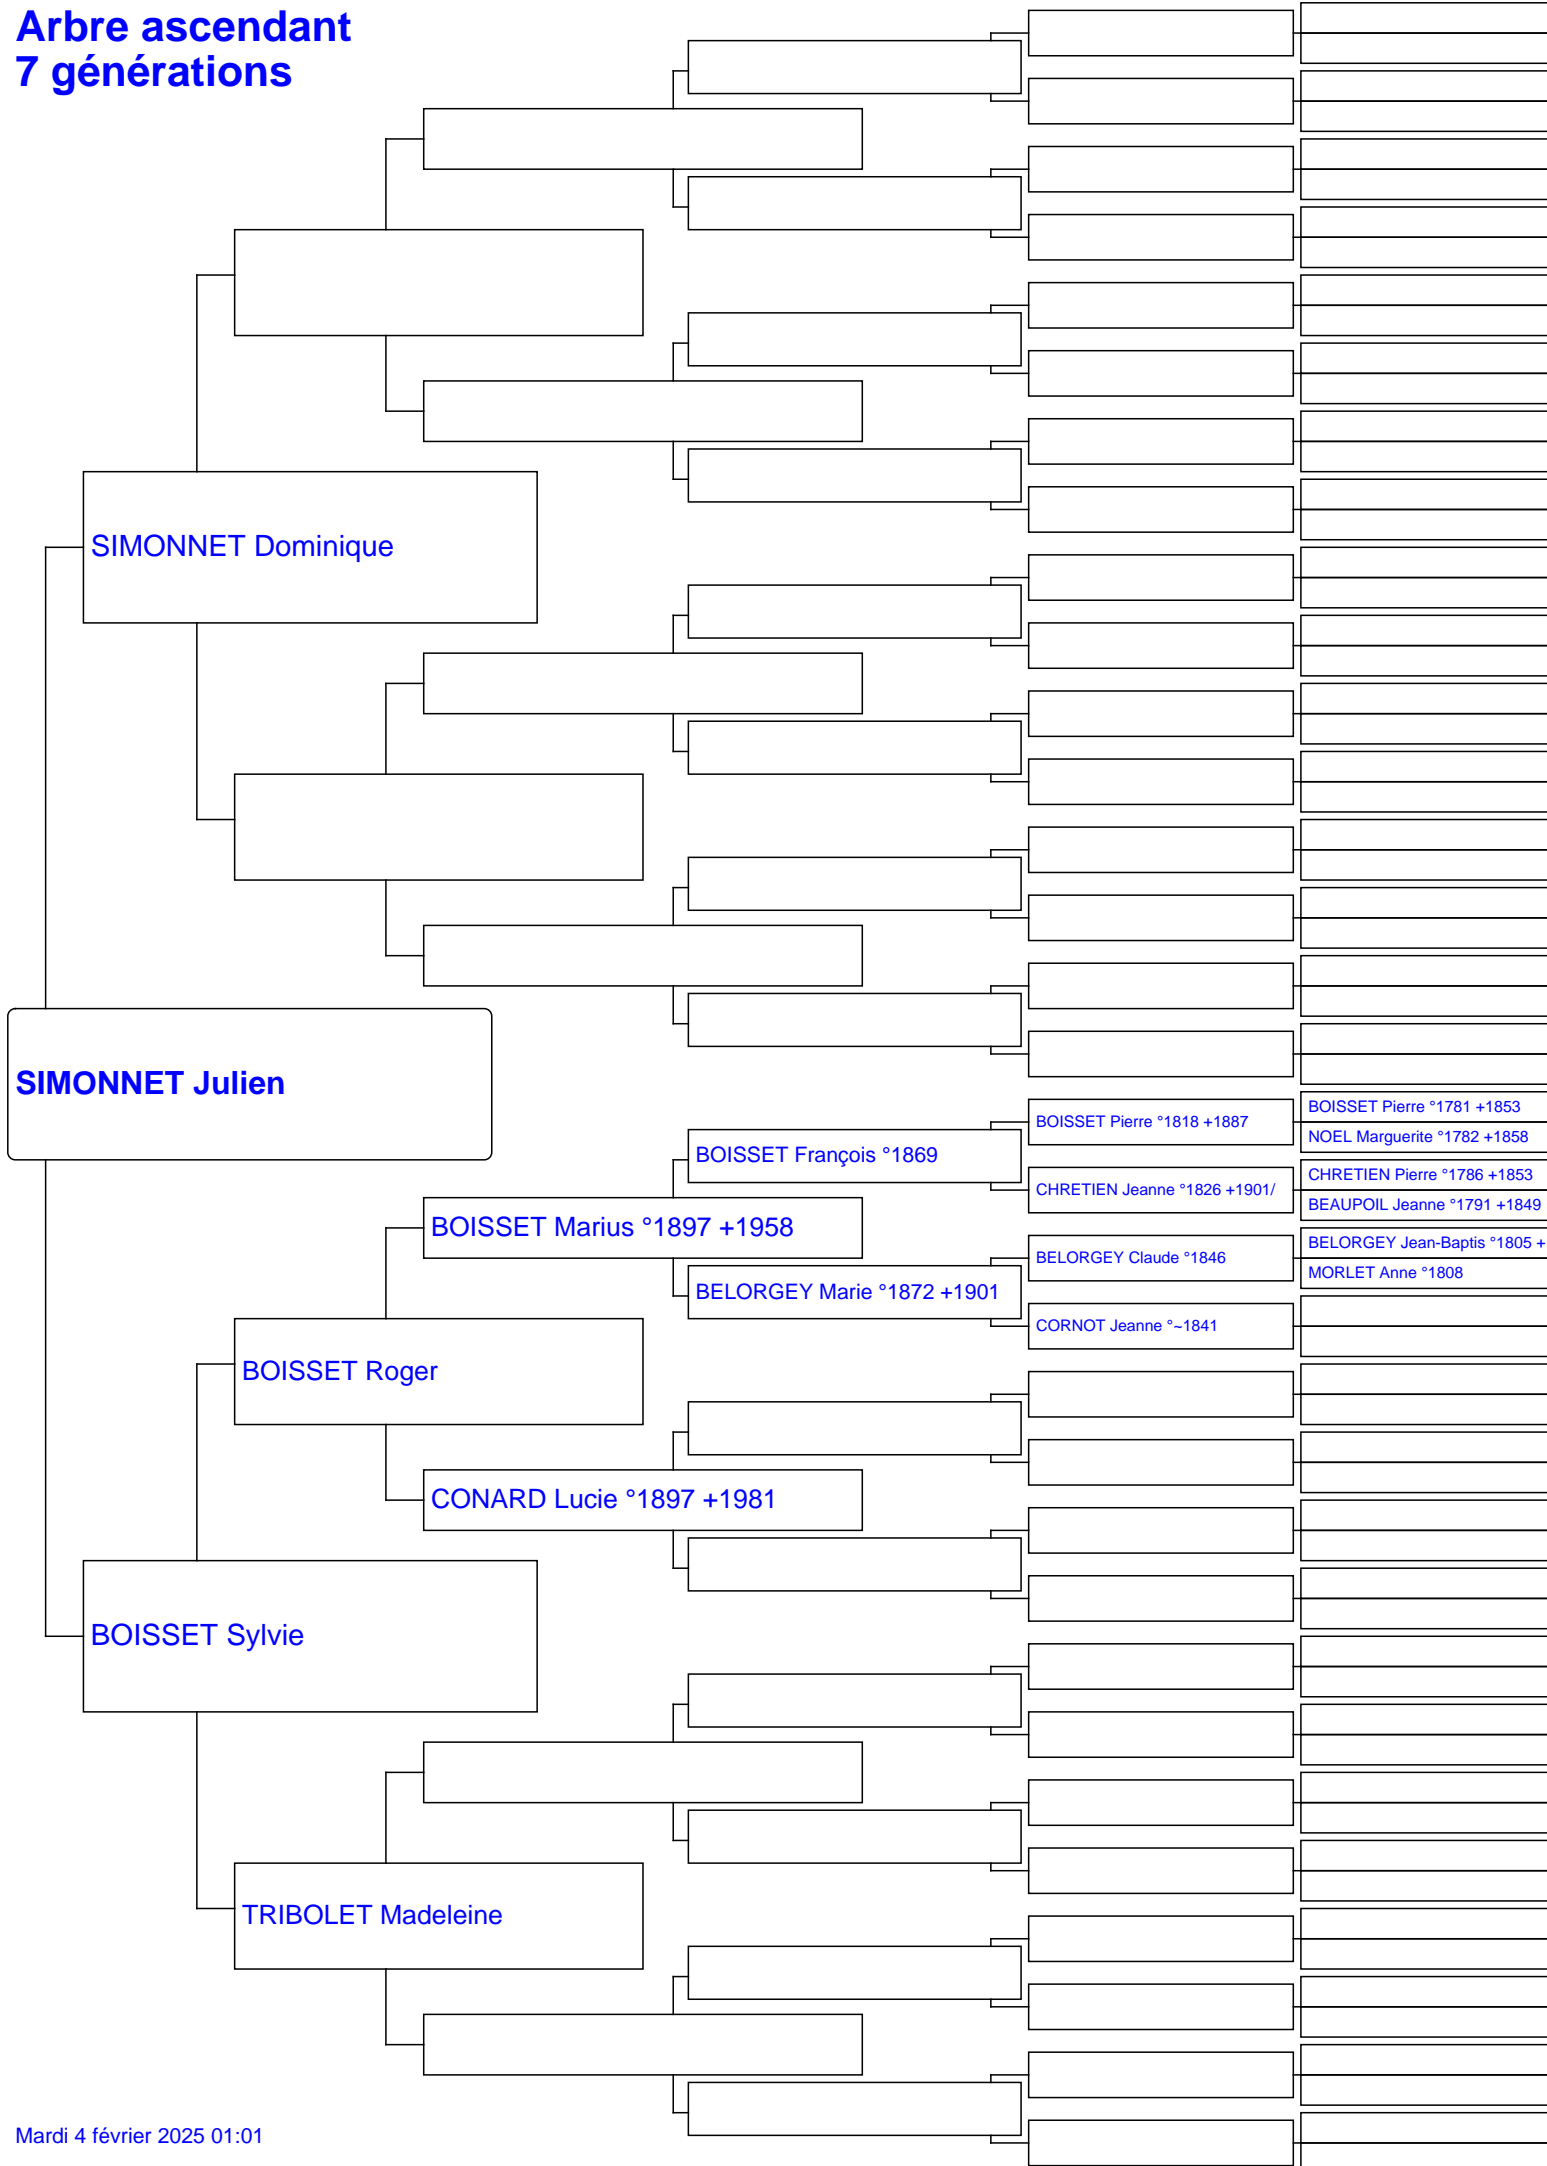 Arbre ascendant
7 générations
SIMONNET Dominique
SIMONNET Julien
BOISSET Pierre °1781 +1853
BOISSET Pierre °1818 +1887
NOEL Marguerite °1782 +1858
BOISSET François °1869
CHRETIEN Pierre °1786 +1853
CHRETIEN Jeanne °1826 +1901/
BEAUPOIL Jeanne °1791 +1849
BOISSET Marius °1897 +1958
BELORGEY Jean-Baptis °1805 +
BELORGEY Claude °1846
MORLET Anne °1808
BELORGEY Marie °1872 +1901
CORNOT Jeanne °~1841
BOISSET Roger
CONARD Lucie °1897 +1981
BOISSET Sylvie
TRIBOLET Madeleine
Mardi 4 février 2025 01:01